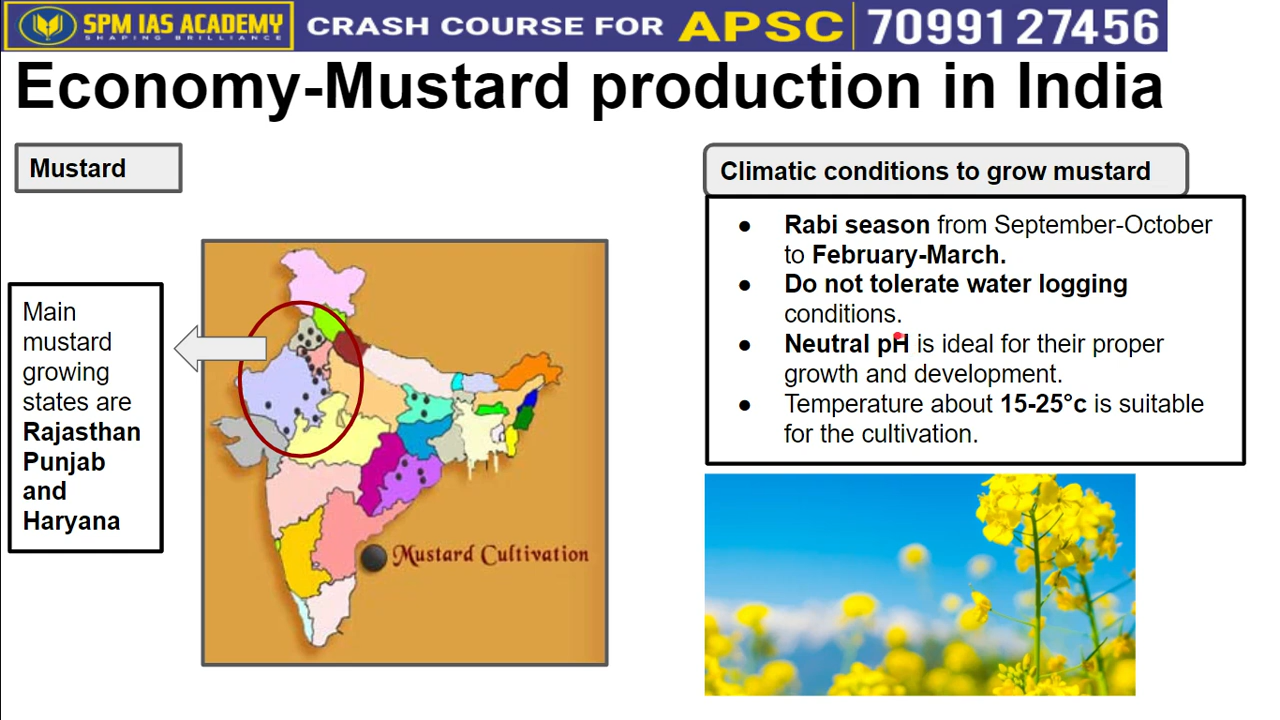 SPM IAS ACADEMY
SHAPING BRILLIANCE
CRASH COURSE FOR APSC 7099127456
Economy-Mustard production in India
Mustard
Main
mustard
growing
states are
Rajasthan
Punjab
and
Haryana
Mustard Cultivation
Climatic conditions to grow mustard
● Rabi season from September-October
to February-March.
● Do not tolerate water logging
conditions.
● Neutral pH is ideal for their proper
growth and development.
● Temperature about 15-25°c is suitable
for the cultivation.